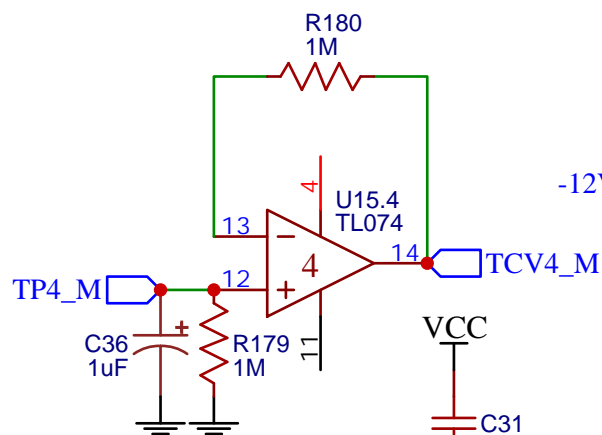 R180
1M
4
U15.4
TL074
-12V
13
−
4
14
TCV4_M
TP4_M
12
+
+
C36
1uF
R179
1M
11
VCC
C31